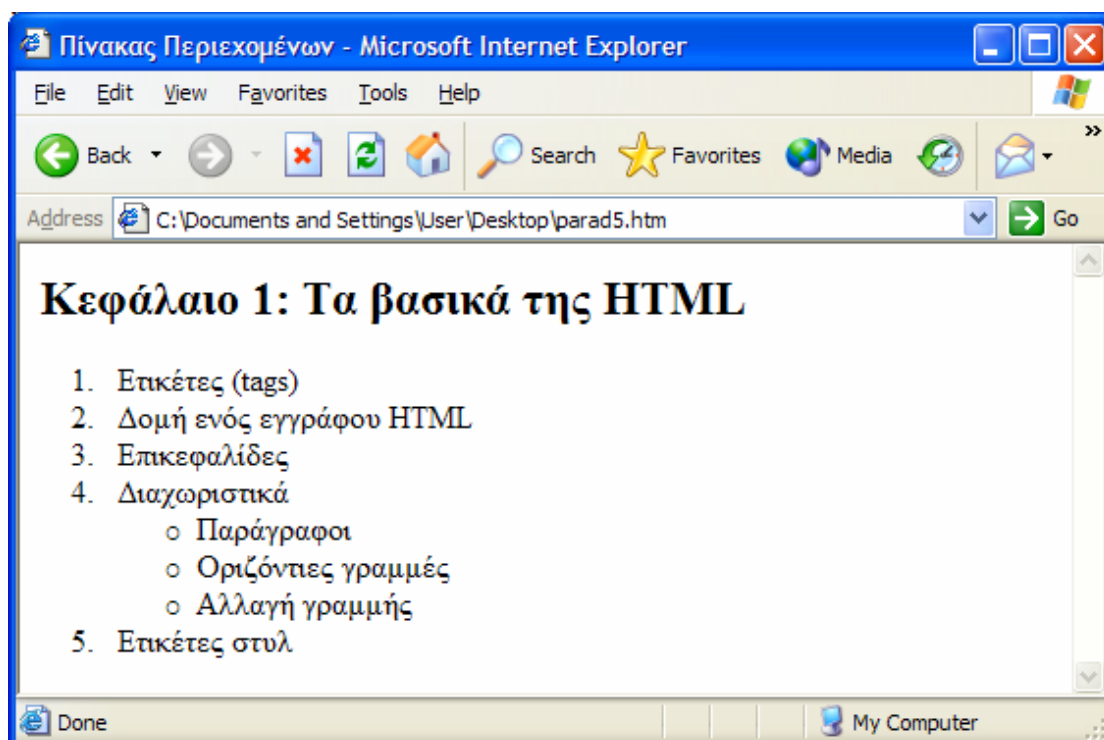 Πίνακας Περιεχομένων - Microsoft Internet Explorer
File Edit View Favorites Tools Help
Back Search Favorites Media »
Address C:\Documents and Settings\User\Desktop\parad5.htm Go
Κεφάλαιο 1: Τα βασικά της HTML
1. Ετικέτες (tags)
2. Δομή ενός εγγράφου HTML
3. Επικεφαλίδες
4. Διαχωριστικά
o Παράγραφοι
o Οριζόντιες γραμμές
o Αλλαγή γραμμής
5. Ετικέτες στυλ
Done My Computer